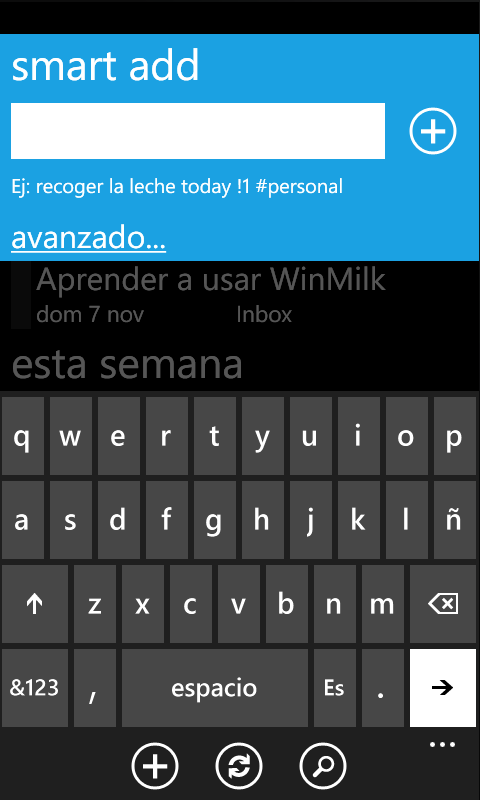 smart add
Ej: recoger la leche today !1 #personal
avanzado...
Aprender a usar WinMilk
dom 7 nov Inbox
esta semana
q w e r t y u i o p
a s d f g h j k l ñ
z x c v b n m
&123 , espacio Es .